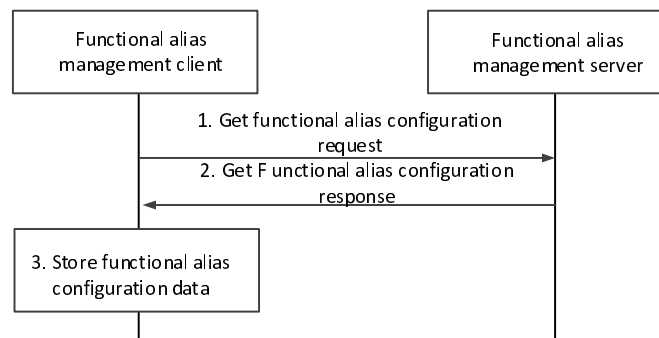 Functional alias
management client
Functional alias
management server
1. Get functional alias configuration
request
2. Get F unctional alias configuration
response
3. Store functional alias
configuration data